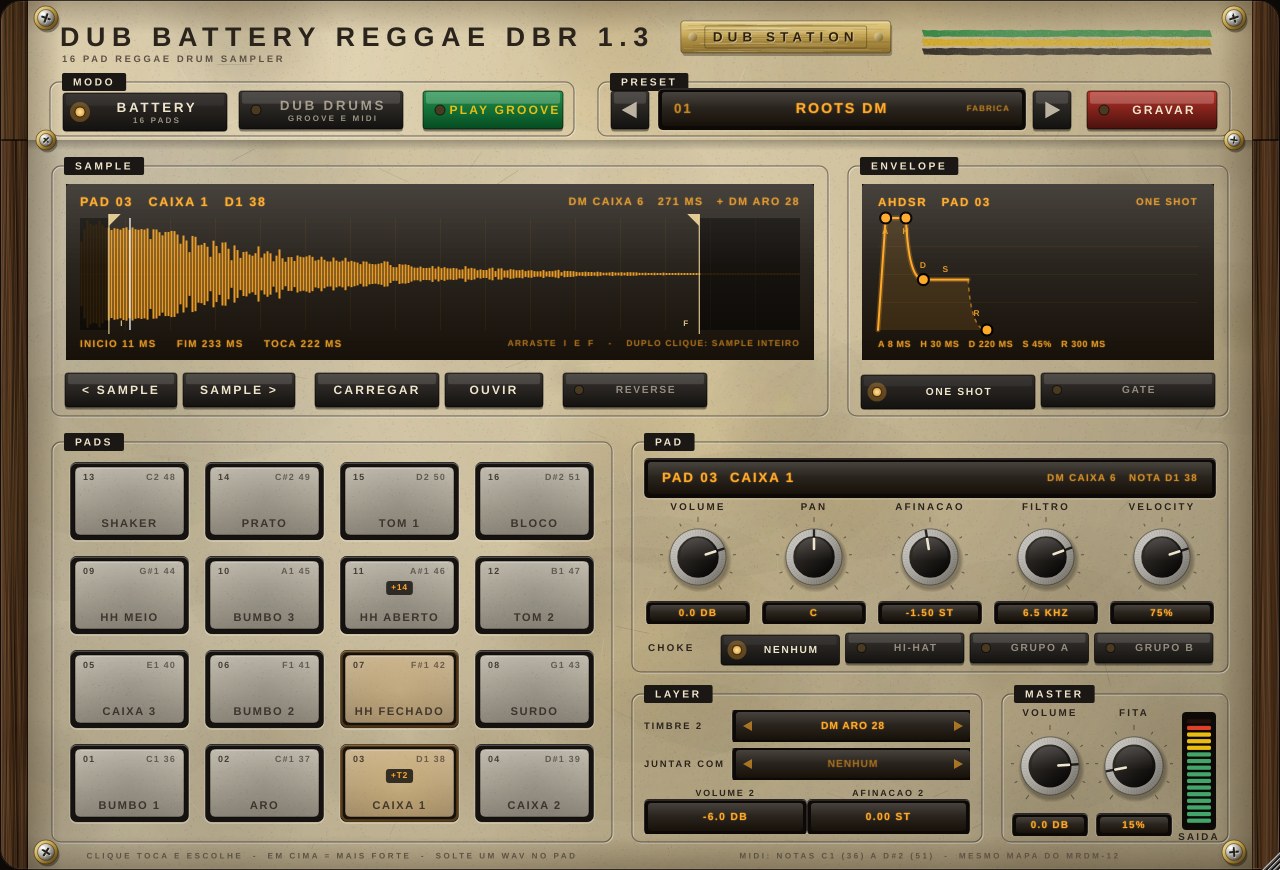 DUB BATTERY REGGAE DBR 1.3
DUB STATION
16 PAD REGGAE DRUM SAMPLER
MODO
BATTERY
16 PADS
DUB DRUMS
GROOVE E MIDI
PLAY GROOVE
PRESET
01 ROOTS DM FABRICA
GRAVAR
SAMPLE
PAD 03 CAIXA 1 D1 38
DM CAIXA 6 271 MS + DM ARO 28
I
F
INICIO 11 MS FIM 233 MS TOCA 222 MS
ARRASTE I E F - DUPLO CLIQUE: SAMPLE INTEIRO
< SAMPLE
SAMPLE >
CARREGAR
OUVIR
REVERSE
ENVELOPE
AHDSR PAD 03
ONE SHOT
A
H
D
S
R
A 8 MS H 30 MS D 220 MS S 45% R 300 MS
ONE SHOT
GATE
PADS
13 C2 48
SHAKER
14 C#2 49
PRATO
15 D2 50
TOM 1
16 D#2 51
BLOCO
09 G#1 44
HH MEIO
10 A1 45
BUMBO 3
11 A#1 46
+14
HH ABERTO
12 B1 47
TOM 2
05 E1 40
CAIXA 3
06 F1 41
BUMBO 2
07 F#1 42
HH FECHADO
08 G1 43
SURDO
01 C1 36
BUMBO 1
02 C#1 37
ARO
03 D1 38
+T2
CAIXA 1
04 D#1 39
CAIXA 2
PAD
PAD 03 CAIXA 1
DM CAIXA 6 NOTA D1 38
VOLUME
PAN
AFINACAO
FILTRO
VELOCITY
0.0 DB
C
-1.50 ST
6.5 KHZ
75%
CHOKE
NENHUM
HI-HAT
GRUPO A
GRUPO B
LAYER
TIMBRE 2
DM ARO 28
JUNTAR COM
NENHUM
VOLUME 2
AFINACAO 2
-6.0 DB
0.00 ST
MASTER
VOLUME
FITA
0.0 DB
15%
SAIDA
CLIQUE TOCA E ESCOLHE - EM CIMA = MAIS FORTE - SOLTE UM WAV NO PAD
MIDI: NOTAS C1 (36) A D#2 (51) - MESMO MAPA DO MRDM-12